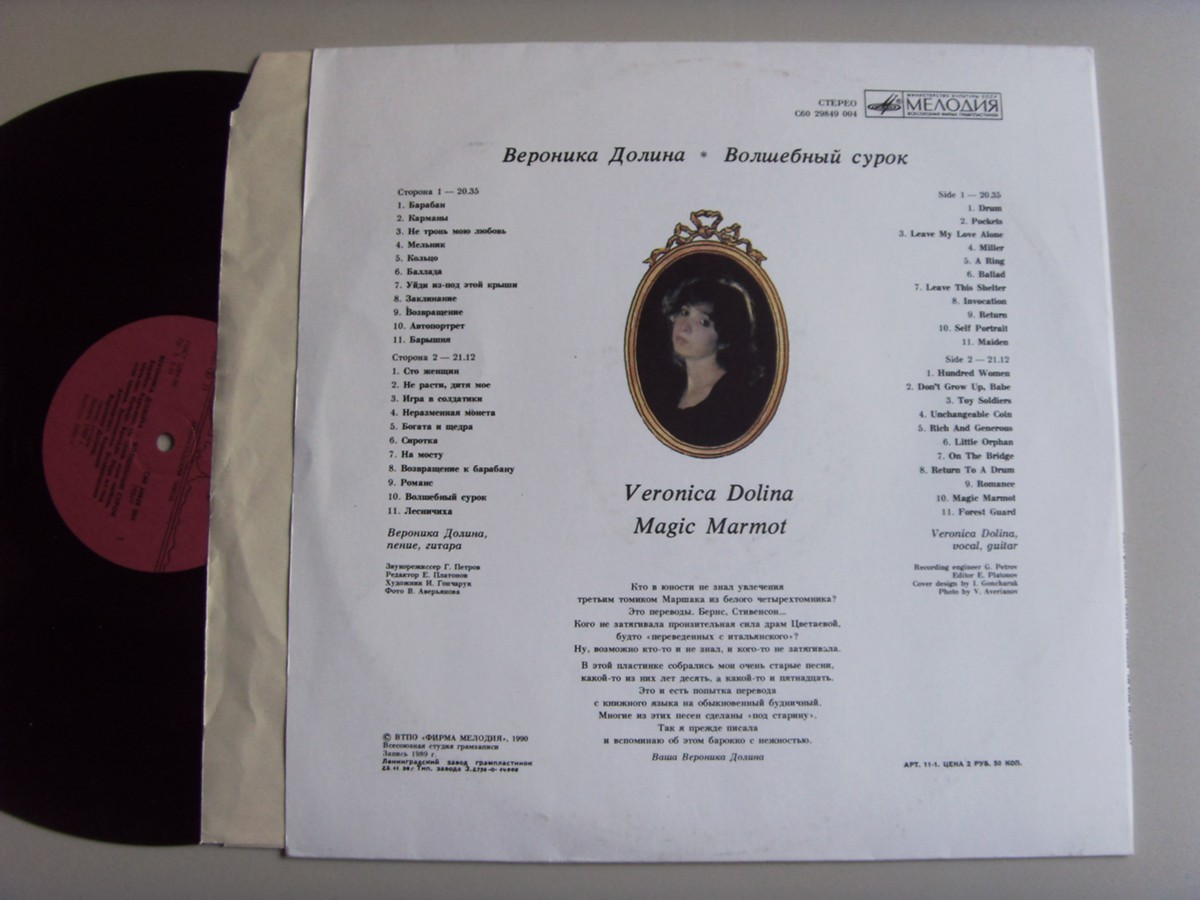 СТЕРЕО
С60 29849 004
МИНИСТЕРСТВО КУЛЬТУРЫ СССР
МЕЛОДИЯ
ВСЕСОЮЗНАЯ ФИРМА ГРАМПЛАСТИНОК
Вероника Долина * Волшебный сурок
Сторона 1 — 20.35
1. Барабан
2. Карманы
3. Не тронь мою любовь
4. Мельник
5. Кольцо
6. Баллада
7. Уйди из-под этой крыши
8. Заклинание
9. Возвращение
10. Автопортрет
11. Барышня
Сторона 2 — 21.12
1. Сто женщин
2. Не расти, дитя мое
3. Игра в солдатики
4. Неразменная монета
5. Богата и щедра
6. Сиротка
7. На мосту
8. Возвращение к барабану
9. Романс
10. Волшебный сурок
11. Лесничиха
Вероника Долина,
пение, гитара
Звукорежиссер Г. Петров
Редактор Е. Платонов
Художник И. Гончарук
Фото В. Аверьянова
Side 1 — 20.35
1. Drum
2. Pockets
3. Leave My Love Alone
4. Miller
5. A Ring
6. Ballad
7. Leave This Shelter
8. Invocation
9. Return
10. Self Portrait
11. Maiden
Side 2 — 21.12
1. Hundred Women
2. Don't Grow Up, Babe
3. Toy Soldiers
4. Unchangeable Coin
5. Rich And Generous
6. Little Orphan
7. On The Bridge
8. Return To A Drum
9. Romance
10. Magic Marmot
11. Forest Guard
Veronica Dolina,
vocal, guitar
Recording engineer G. Petrov
Editor E. Platonov
Cover design by I. Goncharuk
Photo by V. Averianov
Veronica Dolina
Magic Marmot
Кто в юности не знал увлечения
третьим томиком Маршака из белого четырехтомника?
Это переводы. Бернс, Стивенсон...
Кого не затягивала пронзительная сила драм Цветаевой,
будто «переведенных с итальянского»?
Ну, возможно кто-то и не знал, и кого-то не затягивала.
В этой пластинке собрались мои очень старые песни,
какой-то из них лет десять, а какой-то и пятнадцать.
Это и есть попытка перевода
с книжного языка на обыкновенный будничный.
Многие из этих песен сделаны «под старину».
Так я прежде писала
и вспоминаю об этом барокко с нежностью.
Ваша Вероника Долина
© ВТПО «ФИРМА МЕЛОДИЯ», 1990
Всесоюзная студия грамзаписи
Запись 1989 г.
Ленинградский завод грампластинок
Тип. завода
АРТ. 11-1. ЦЕНА 2 РУБ. 50 КОП.